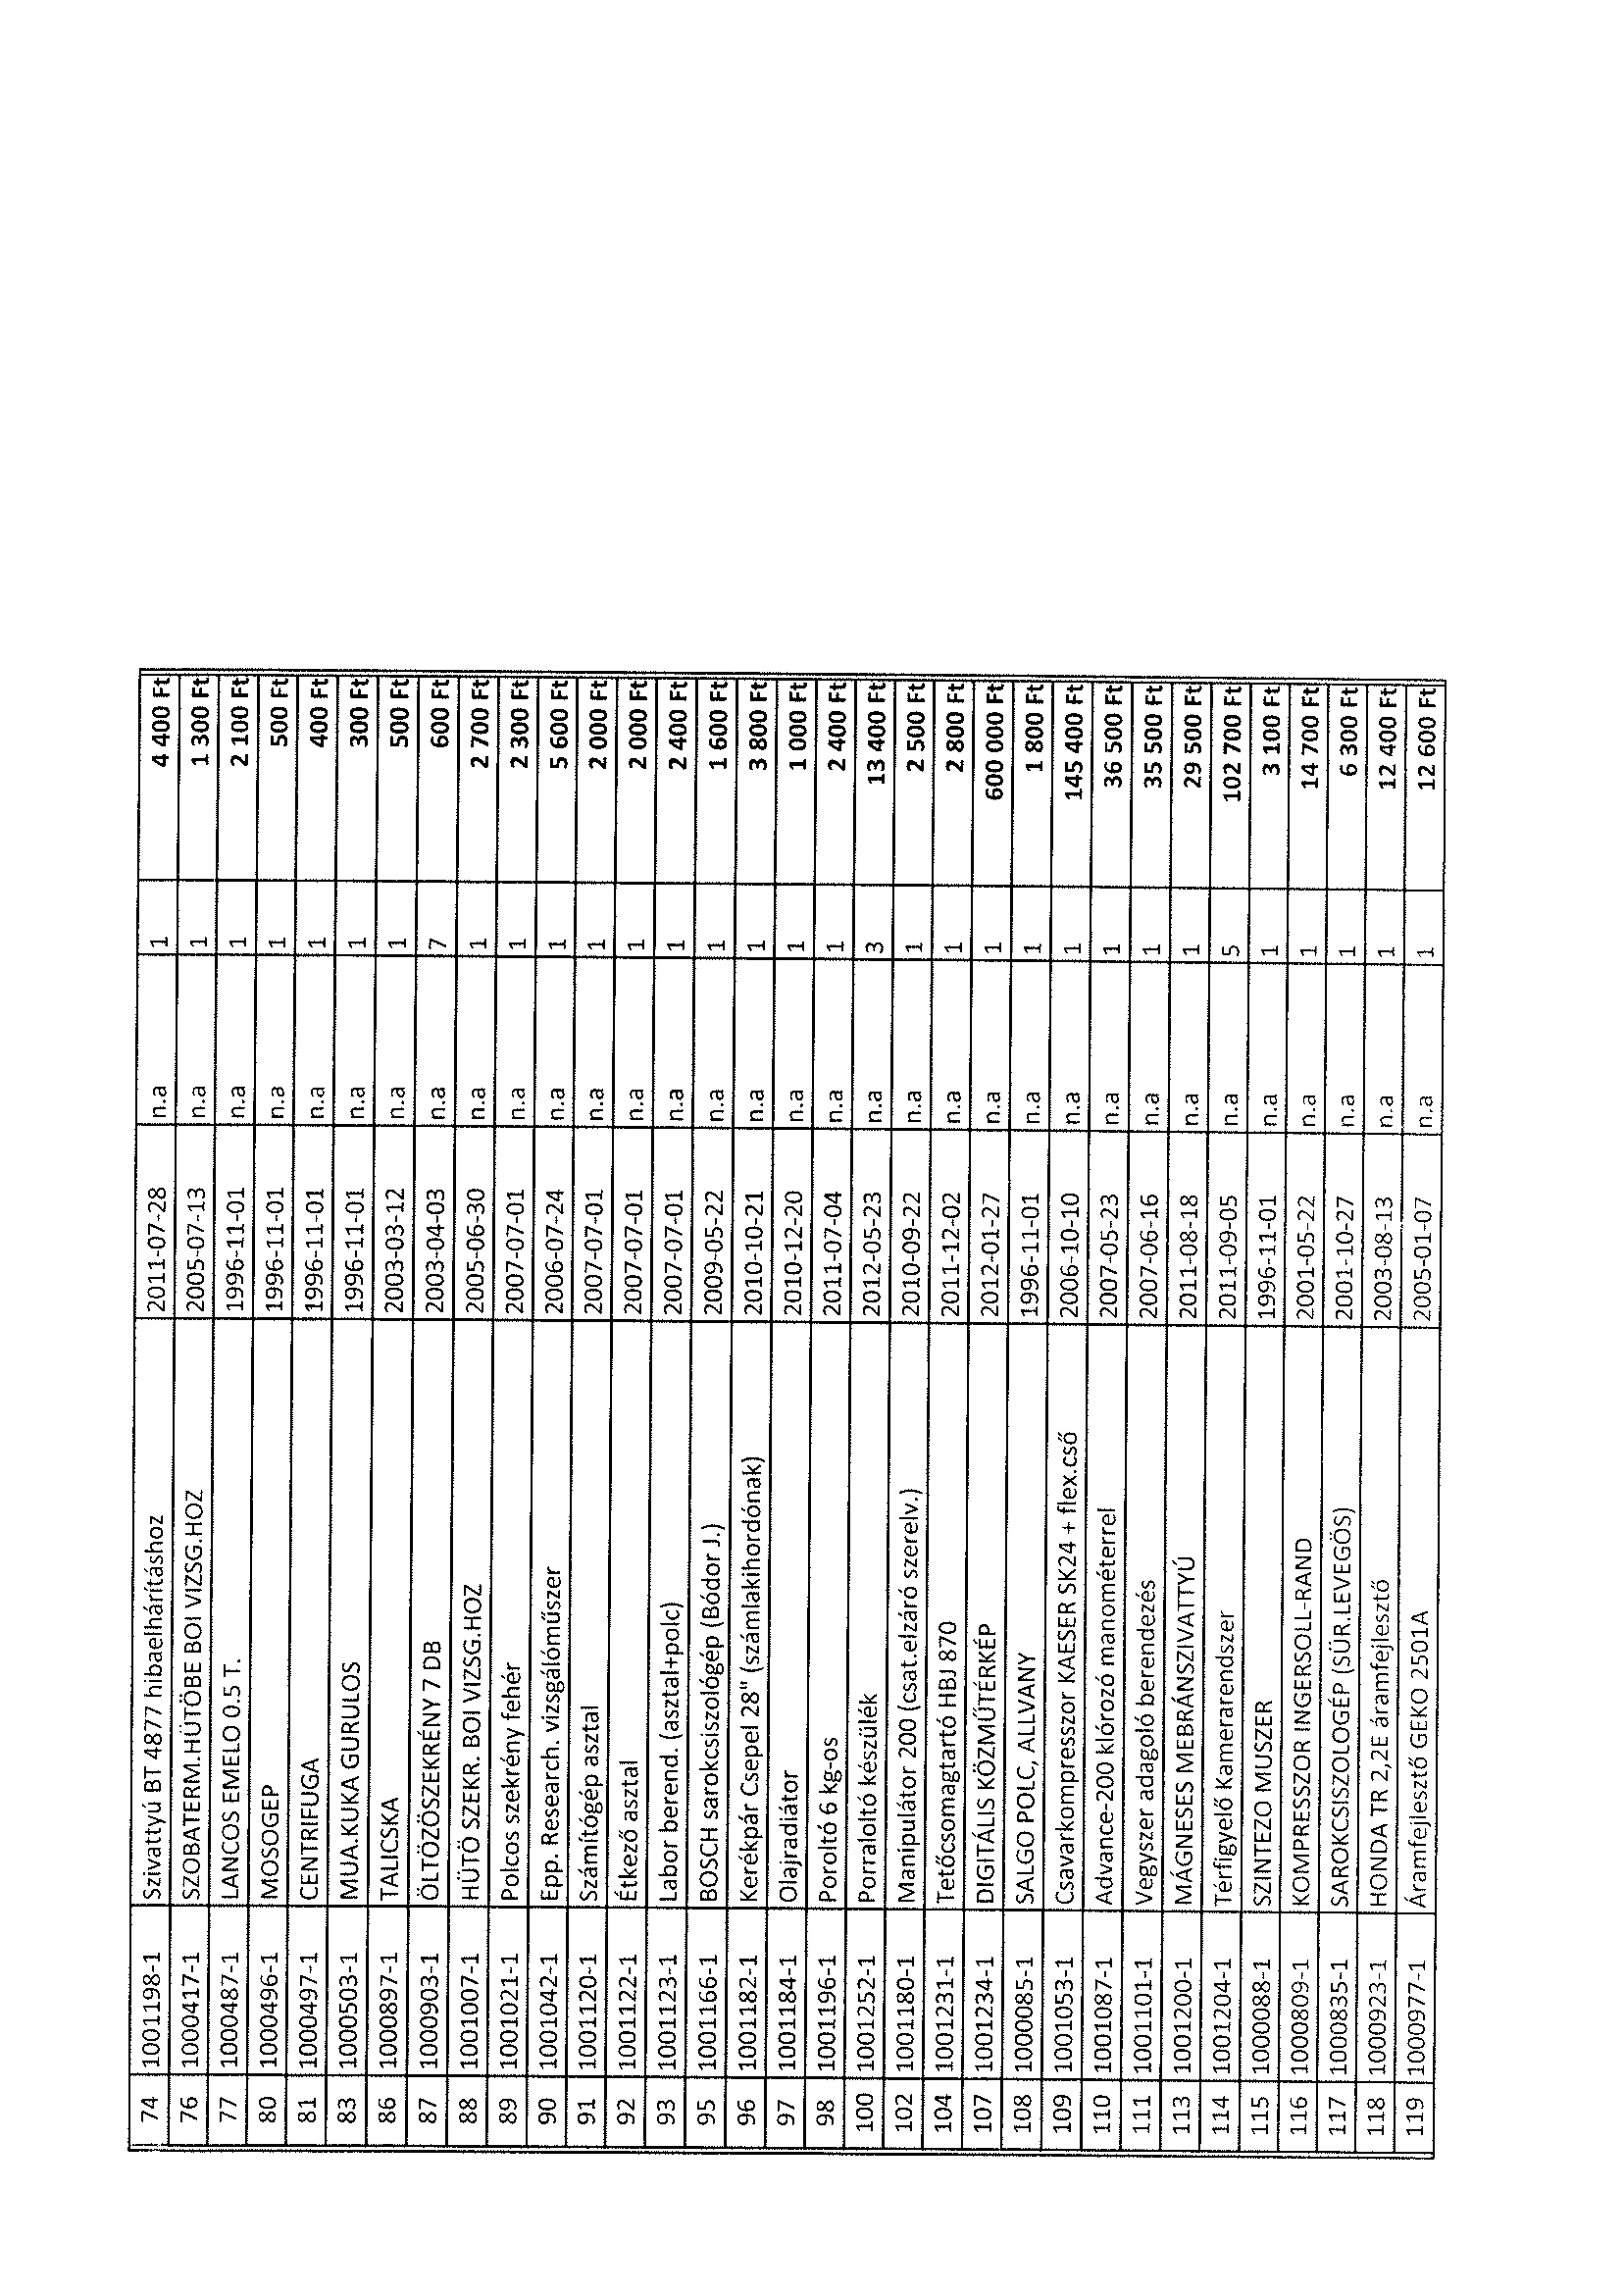 74 1001198-1 Szivattyú BT 4877 hibaelhárításhoz 2011-07-28 n.a 1 4 400 Ft
76 1000417-1 SZOBATERM.HÜTÖBE BOI VIZSG.HOZ 2005-07-13 n.a 1 1 300 Ft
77 1000487-1 LANCOS EMELO 0.5 T. 1996-11-01 n.a 1 2 100 Ft
80 1000496-1 MOSOGEP 1996-11-01 n.a 1 500 Ft
81 1000497-1 CENTRIFUGA 1996-11-01 n.a 1 400 Ft
83 1000503-1 MUA.KUKA GURULOS 1996-11-01 n.a 1 300 Ft
86 1000897-1 TALICSKA 2003-03-12 n.a 1 500 Ft
87 1000903-1 ÖLTÖZÖSZEKRÉNY 7 DB 2003-04-03 n.a 7 600 Ft
88 1001007-1 HÜTÖ SZEKR. BOI VIZSG.HOZ 2005-06-30 n.a 1 2 700 Ft
89 1001021-1 Polcos szekrény fehér 2007-07-01 n.a 1 2 300 Ft
90 1001042-1 Epp. Research. vizsgálóműszer 2006-07-24 n.a 1 5 600 Ft
91 1001120-1 Számítógép asztal 2007-07-01 n.a 1 2 000 Ft
92 1001122-1 Étkező asztal 2007-07-01 n.a 1 2 000 Ft
93 1001123-1 Labor berend. (asztal+polc) 2007-07-01 n.a 1 2 400 Ft
95 1001166-1 BOSCH sarokcsiszológép (Bódor J.) 2009-05-22 n.a 1 1 600 Ft
96 1001182-1 Kerékpár Csepel 28" (számlakihordónak) 2010-10-21 n.a 1 3 800 Ft
97 1001184-1 Olajradiátor 2010-12-20 n.a 1 1 000 Ft
98 1001196-1 Poroltó 6 kg-os 2011-07-04 n.a 1 2 400 Ft
100 1001252-1 Porraloltó készülék 2012-05-23 n.a 3 13 400 Ft
102 1001180-1 Manipulátor 200 (csat.elzáró szerelv.) 2010-09-22 n.a 1 2 500 Ft
104 1001231-1 Tetőcsomagtartó HBJ 870 2011-12-02 n.a 1 2 800 Ft
107 1001234-1 DIGITÁLIS KÖZMŰTÉRKÉP 2012-01-27 n.a 1 600 000 Ft
108 1000085-1 SALGO POLC, ALLVANY 1996-11-01 n.a 1 1 800 Ft
109 1001053-1 Csavarkompresszor KAESER SK24 + flex.cső 2006-10-10 n.a 1 145 400 Ft
110 1001087-1 Advance-200 klórozó manométerrel 2007-05-23 n.a 1 36 500 Ft
111 1001101-1 Vegyszer adagoló berendezés 2007-06-16 n.a 1 35 500 Ft
113 1001200-1 MÁGNESES MEBRÁNSZIVATTYÚ 2011-08-18 n.a 1 29 500 Ft
114 1001204-1 Térfigyelő Kamerarendszer 2011-09-05 n.a 5 102 700 Ft
115 1000088-1 SZINTEZO MUSZER 1996-11-01 n.a 1 3 100 Ft
116 1000809-1 KOMPRESSZOR INGERSOLL-RAND 2001-05-22 n.a 1 14 700 Ft
117 1000835-1 SAROKCSISZOLOGÉP (SÜR.LEVEGÖS) 2001-10-27 n.a 1 6 300 Ft
118 1000923-1 HONDA TR 2,2E áramfejlesztő 2003-08-13 n.a 1 12 400 Ft
119 1000977-1 Áramfejlesztő GEKO 2501A 2005-01-07 n.a 1 12 600 Ft